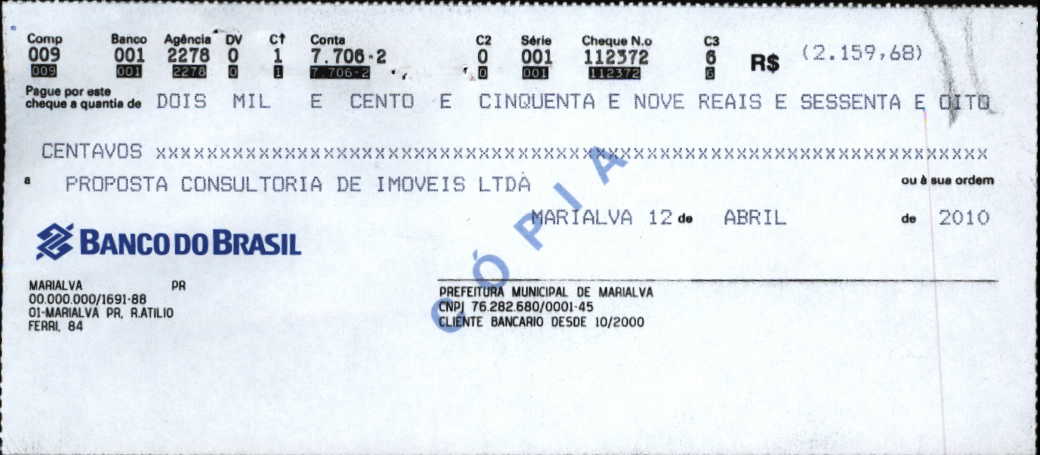 Comp Banco Agência DV C1 Conta C2 Série Cheque N.o C3
009 001 2278 0 1 7.706-2 0 001 112372 6 R$ (2.159,68)
009 001 2278 0 1 7.706-2 0 001 112372 6
Pague por este
cheque a quantia de DOIS MIL E CENTO E CINQUENTA E NOVE REAIS E SESSENTA E OITO
CENTAVOS xxxxxxxxxxxxxxxxxxxxxxxxxxxxxxxxxxxxxxxxxxxxxxxxxxxxxxxxxxxxxxxxxx
a PROPOSTA CONSULTORIA DE IMOVEIS LTDA ou à sua ordem
MARIALVA 12 de ABRIL de 2010
BANCO DO BRASIL
CÓPIA
MARIALVA PR
00.000.000/1691-88
01-MARIALVA PR, R.ATILIO
FERRI, 84
PREFEITURA MUNICIPAL DE MARIALVA
CNPJ 76.282.680/0001-45
CLIENTE BANCARIO DESDE 10/2000